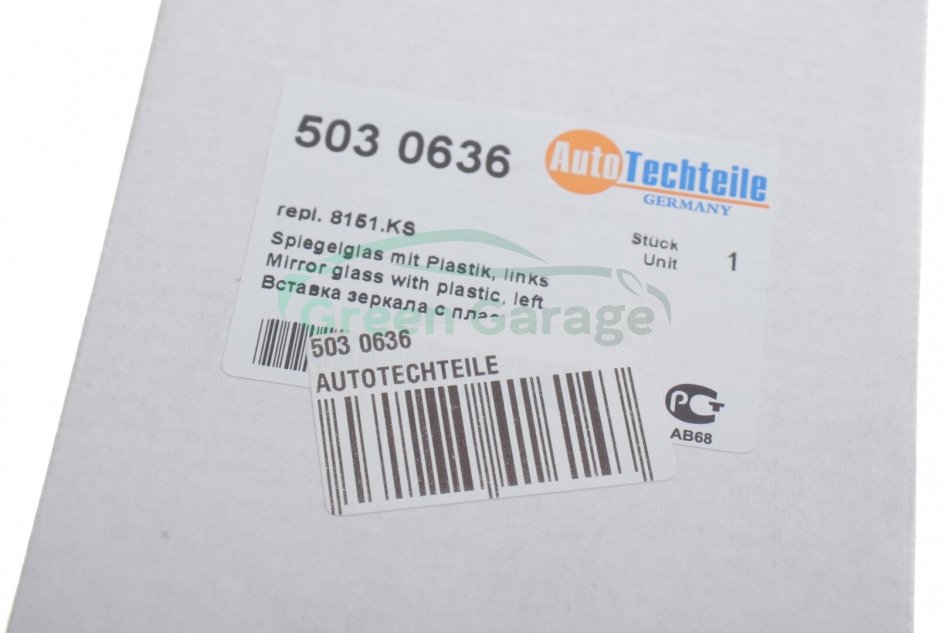 503 0636
AutoTechteile
GERMANY
repl. 8151.KS
Stück
Unit
1
Spiegelglas mit Plastik, links
Mirror glass with plastic, left
Вставка зеркала с
Green Garage
503 0636
AUTOTECHTEILE
РСТ
AB68